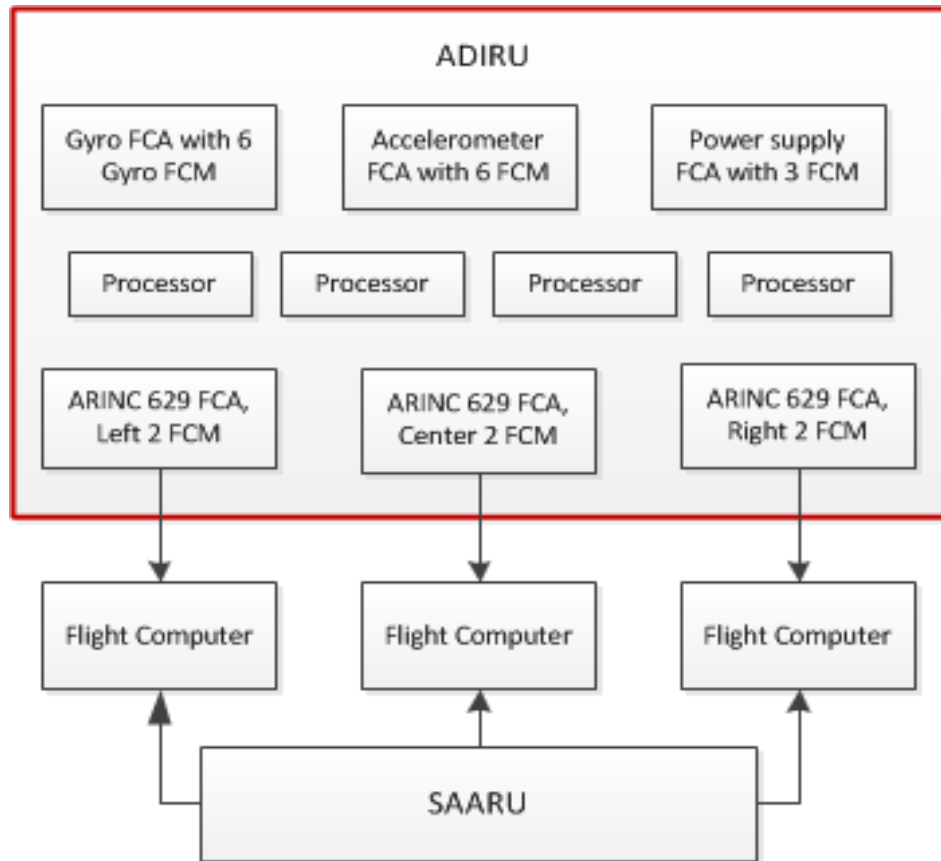 ADIRU
Gyro FCA with 6
Gyro FCM
Accelerometer
FCA with 6 FCM
Power supply
FCA with 3 FCM
Processor
Processor
Processor
Processor
ARINC 629 FCA,
Left 2 FCM
ARINC 629 FCA,
Center 2 FCM
ARINC 629 FCA,
Right 2 FCM
Flight Computer
Flight Computer
Flight Computer
SAARU